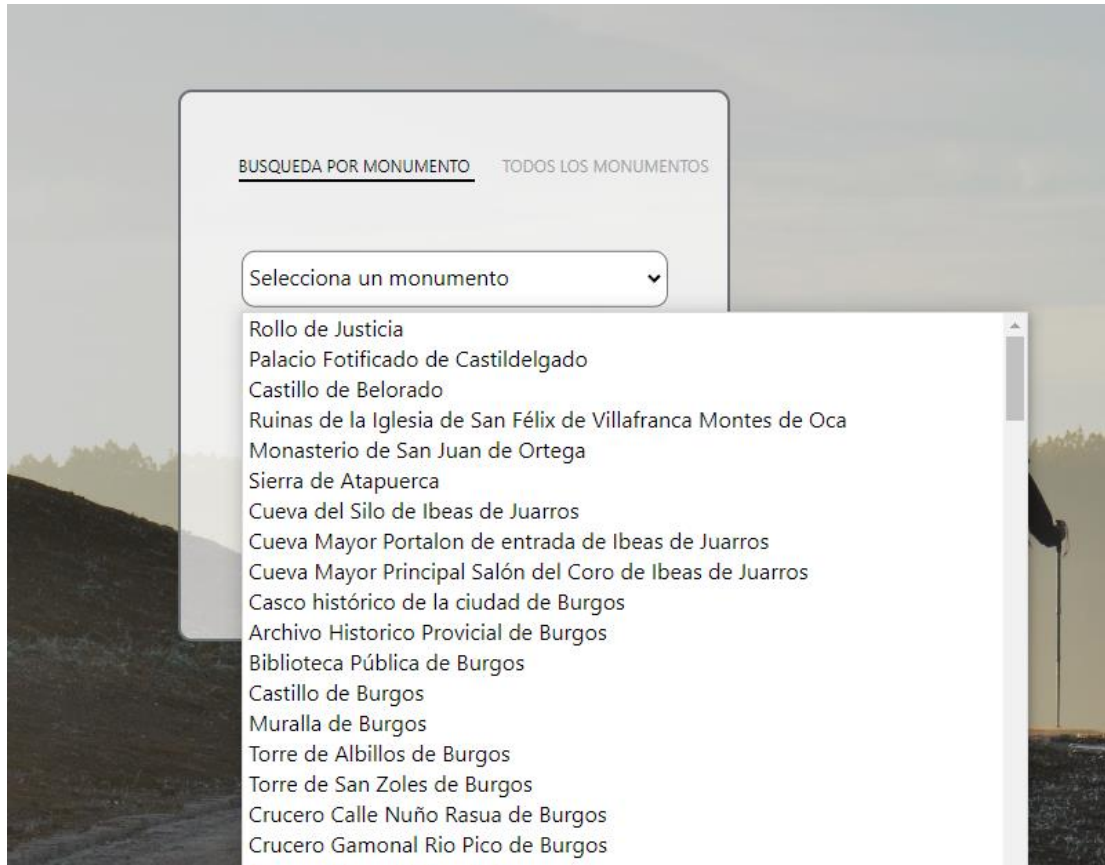 BUSQUEDA POR MONUMENTO
TODOS LOS MONUMENTOS
Selecciona un monumento
Rollo de Justicia
Palacio Fotificado de Castildelgado
Castillo de Belorado
Ruinas de la Iglesia de San Félix de Villafranca Montes de Oca
Monasterio de San Juan de Ortega
Sierra de Atapuerca
Cueva del Silo de Ibeas de Juarros
Cueva Mayor Portalon de entrada de Ibeas de Juarros
Cueva Mayor Principal Salón del Coro de Ibeas de Juarros
Casco histórico de la ciudad de Burgos
Archivo Historico Provicial de Burgos
Biblioteca Pública de Burgos
Castillo de Burgos
Muralla de Burgos
Torre de Albillos de Burgos
Torre de San Zoles de Burgos
Crucero Calle Nuño Rasua de Burgos
Crucero Gamonal Rio Pico de Burgos